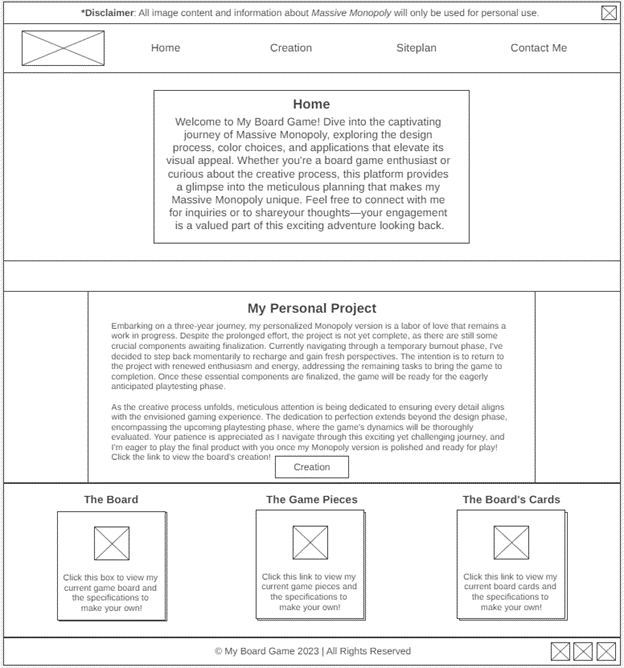 *Disclaimer: All image content and information about Massive Monopoly will only be used for personal use.
Home
Creation
Siteplan
Contact Me
Home
Welcome to My Board Game! Dive into the captivating
journey of Massive Monopoly, exploring the design
process, color choices, and applications that elevate its
visual appeal. Whether you're a board game enthusiast or
curious about the creative process, this platform provides
a glimpse into the meticulous planning that makes my
Massive Monopoly unique. Feel free to connect with me
for inquiries or to shareyour thoughts—your engagement
is a valued part of this exciting adventure looking back.
My Personal Project
Embarking on a three-year journey, my personalized Monopoly version is a labor of love that remains a
work in progress. Despite the prolonged effort, the project is not yet complete, as there are still some
crucial components awaiting finalization. Currently navigating through a temporary burnout phase, I've
decided to step back momentarily to recharge and gain fresh perspectives. The intention is to return to
the project with renewed enthusiasm and energy, addressing the remaining tasks to bring the game to
completion. Once these essential components are finalized, the game will be ready for the eagerly
anticipated playtesting phase.
As the creative process unfolds, meticulous attention is being dedicated to ensuring every detail aligns
with the envisioned gaming experience. The dedication to perfection extends beyond the design phase,
encompassing the upcoming playtesting phase, where the game's dynamics will be thoroughly
evaluated. Your patience is appreciated as I navigate through this exciting yet challenging journey, and
I'm eager to play the final product with you once my Monopoly version is polished and ready for play!
Click the link to view the board's creation!
Creation
The Board
Click this box to view my
current game board and
the specifications to
make your own!
The Game Pieces
Click this link to view my
current game pieces and
the specifications to
make your own!
The Board's Cards
Click this link to view my
current board cards and
the specifications to
make your own!
© My Board Game 2023 | All Rights Reserved